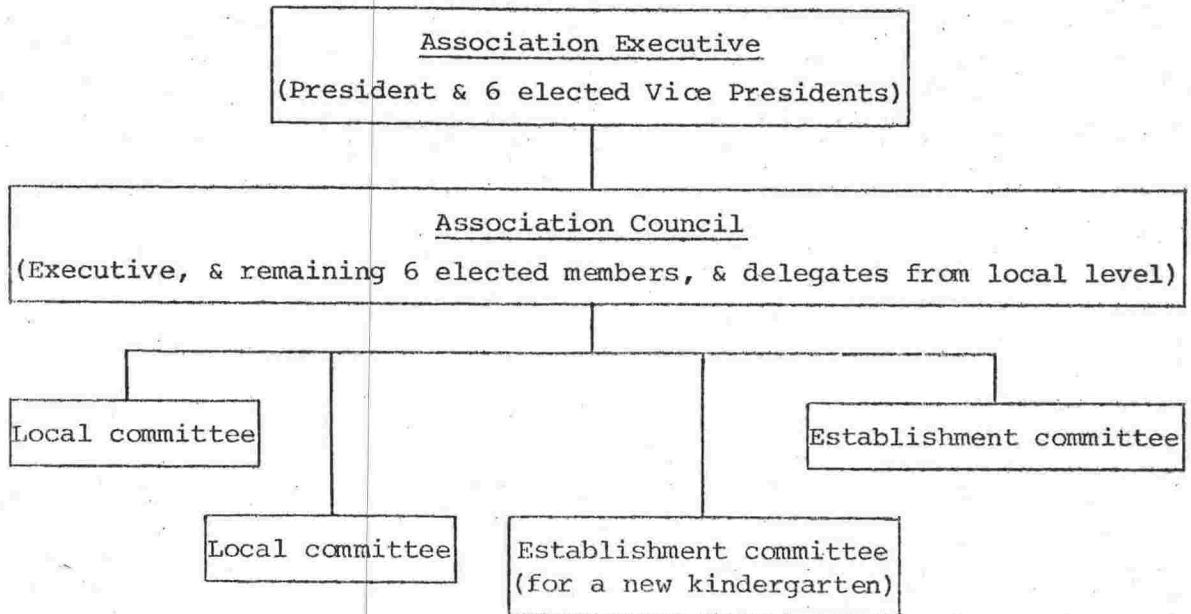 Association Executive
(President & 6 elected Vice Presidents)
Association Council
(Executive, & remaining 6 elected members, & delegates from local level)
Local committee
Establishment committee
Local committee
Establishment committee
(for a new kindergarten)